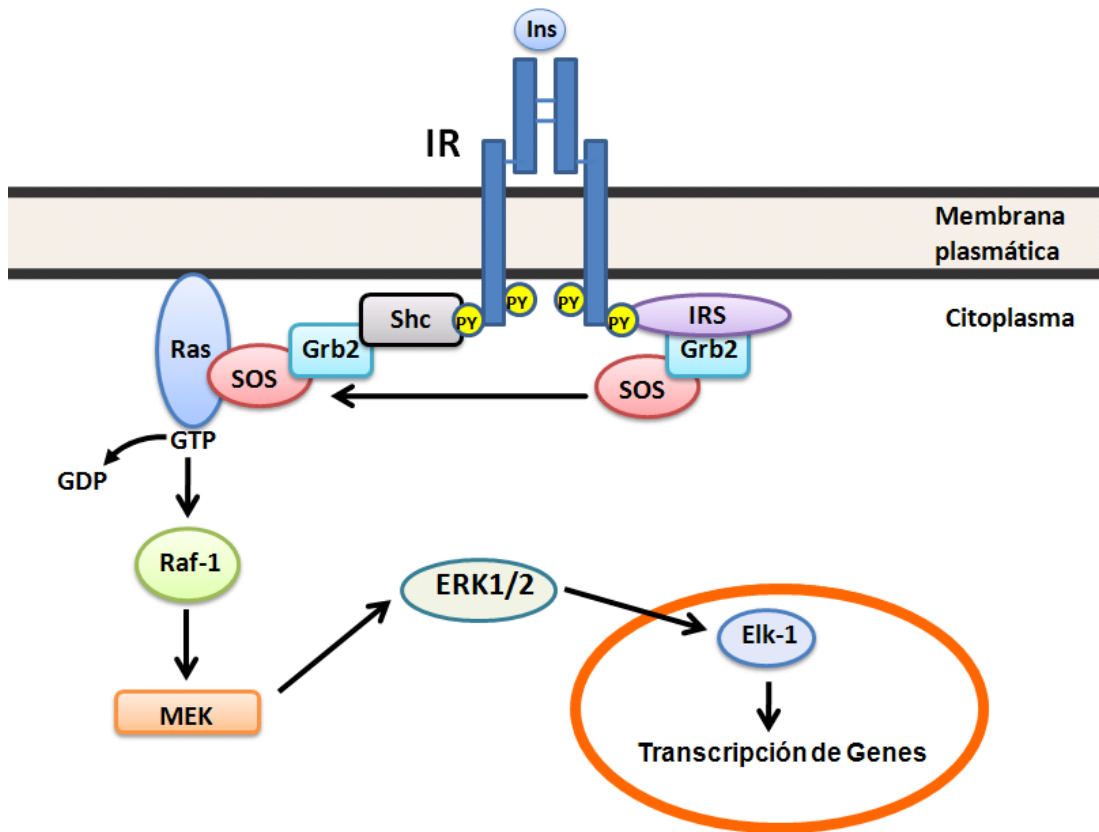 Ins
IR
Membrana
plasmática
Citoplasma
PY
PY
PY
PY
Shc
IRS
Grb2
Grb2
Ras
SOS
SOS
GTP
GDP
Raf-1
ERK1/2
Elk-1
MEK
Transcripción de Genes